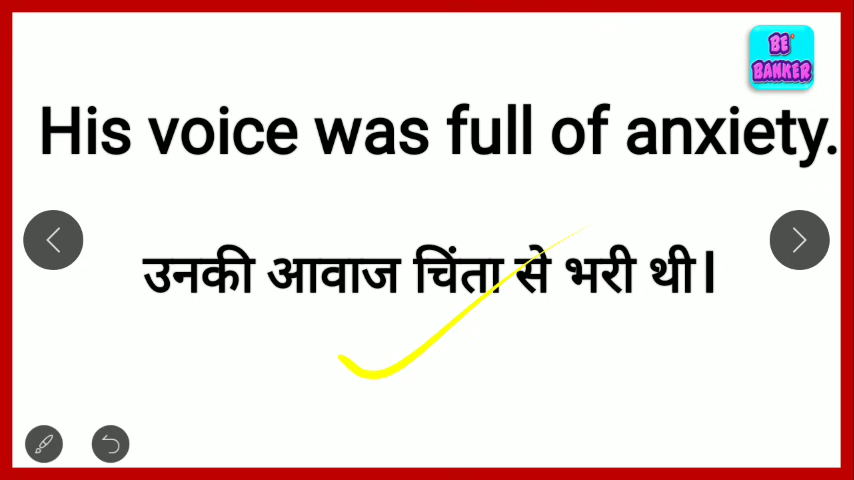 BE
BANKER
His voice was full of anxiety.
उनकी आवाज चिंता से भरी थी।